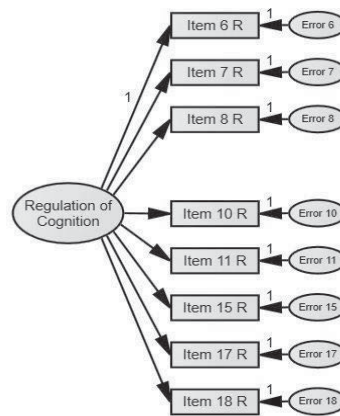 1
Item 6 R
1
Error 6
1
Item 7 R
1
Error 7
Item 8 R
1
Error 8
Regulation of
Cognition
Item 10 R
1
Error 10
Item 11 R
1
Error 11
Item 15 R
1
Error 15
Item 17 R
1
Error 17
Item 18 R
1
Error 18